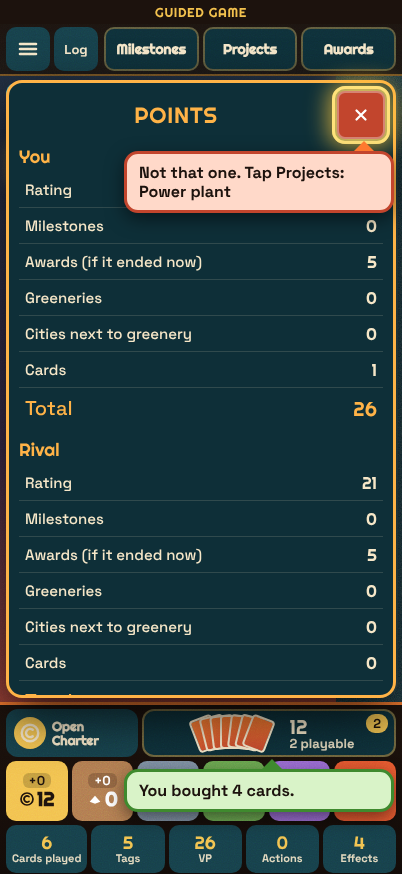 GUIDED GAME
Log
Milestones
Projects
Awards
POINTS
You
Not that one. Tap Projects:
Power plant
Rating
Milestones 0
Awards (if it ended now) 5
Greeneries 0
Cities next to greenery 0
Cards 1
Total 26
Rival
Rating 21
Milestones 0
Awards (if it ended now) 5
Greeneries 0
Cities next to greenery 0
Cards 0
Open
Charter
12
2 playable
2
+0
12
+0
0
You bought 4 cards.
6
Cards played
5
Tags
26
VP
0
Actions
4
Effects